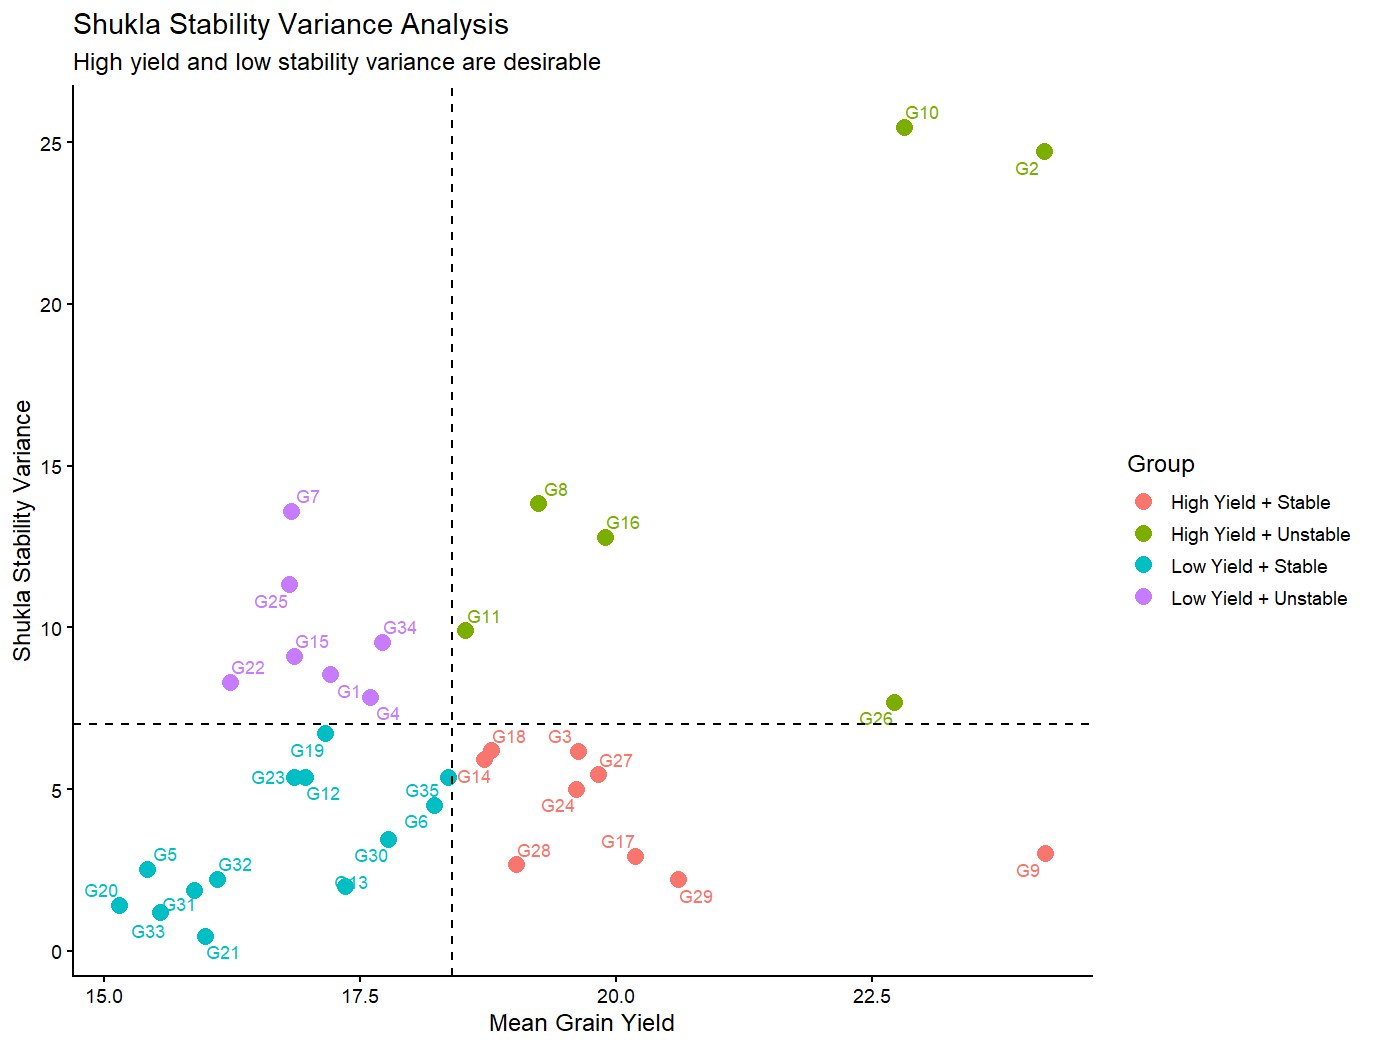 Shukla Stability Variance Analysis
High yield and low stability variance are desirable
G10
25
G2
20
15
G7
G8
G16
G25
G11
10
G34
G15
G22
G1
G4
G26
G18
G3
G19
G27
G23
G14
G12
G35
5
G24
G6
G17
G5
G30
G28
G32
G9
G13
G20
G29
G31
G33
G21
0
15.0
17.5
20.0
22.5
Mean Grain Yield
Shukla Stability Variance
Group
High Yield + Stable
High Yield + Unstable
Low Yield + Stable
Low Yield + Unstable